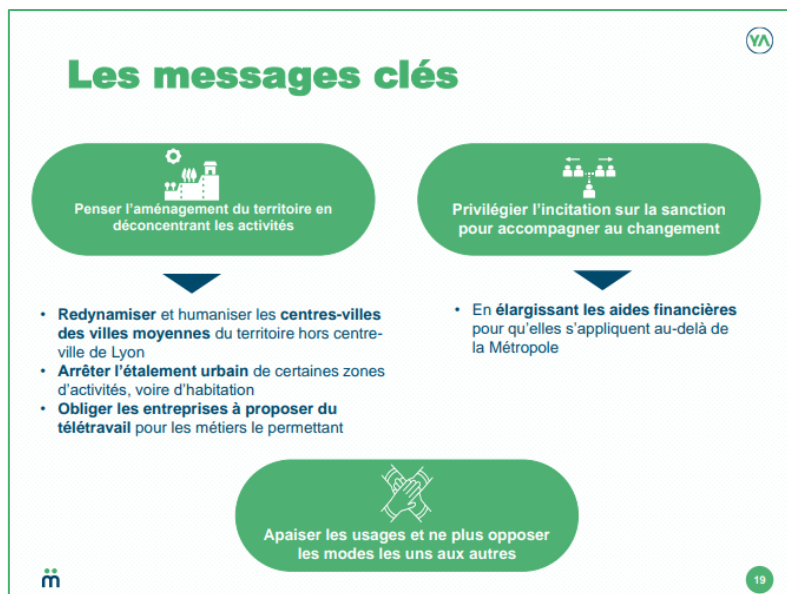 YA
Les messages clés
Penser l'aménagement du territoire en
déconcentrant les activités
Privilégier l'incitation sur la sanction
pour accompagner au changement
• Redynamiser et humaniser les centres-villes
des villes moyennes du territoire hors centre-
ville de Lyon
• Arrêter l'étalement urbain de certaines zones
d'activités, voire d'habitation
• Obliger les entreprises à proposer du
télétravail pour les métiers le permettant
• En élargissant les aides financières
pour qu'elles s'appliquent au-delà de
la Métropole
Apaiser les usages et ne plus opposer
les modes les uns aux autres
m̈
19